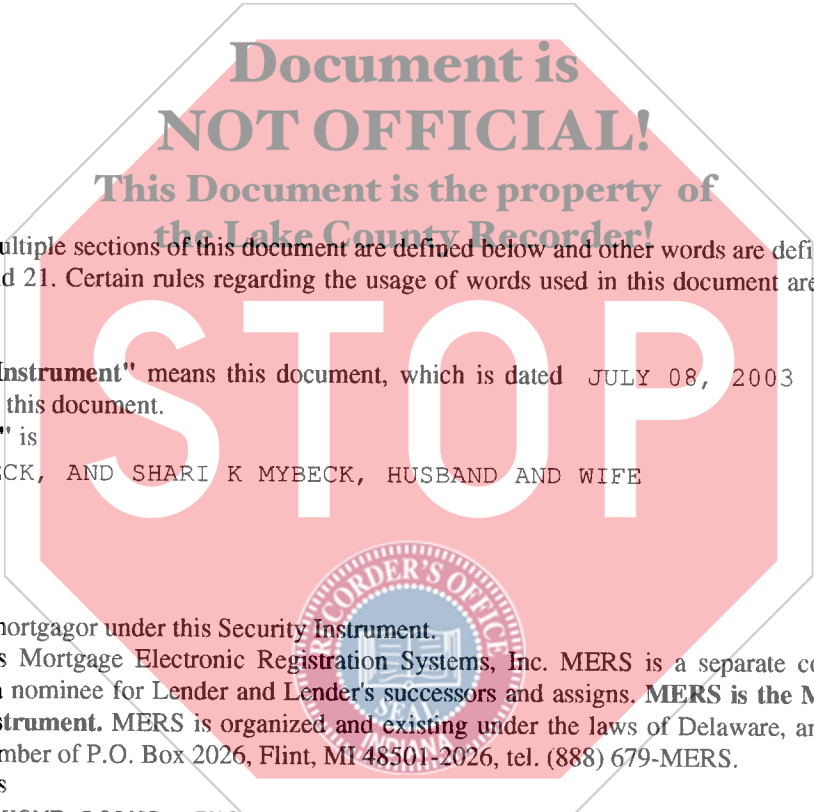 Document is
NOT OFFICIAL!
This Document is the property of
the Lake County Recorder!
ultiple sections of this document are defined below and other words are defi
d 21. Certain rules regarding the usage of words used in this document are
Instrument" means this document, which is dated JULY 08, 2003
this document.
" is
ECK, AND SHARI K MYBECK, HUSBAND AND WIFE
STOP
RECORDER'S OFFICE
SEAL
INDIANA
mortgagor under this Security Instrument.
s Mortgage Electronic Registration Systems, Inc. MERS is a separate co
a nominee for Lender and Lender's successors and assigns. MERS is the M
strument. MERS is organized and existing under the laws of Delaware, an
mber of P.O. Box 2026, Flint, MI 48501-2026, tel. (888) 679-MERS.
s